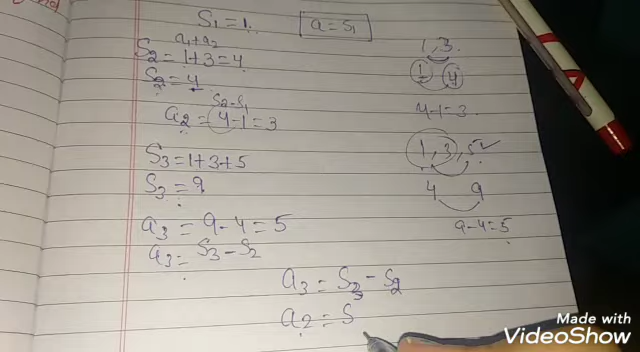 S₁ = 1.
a = S₁
a₁+a₂
S₂ = 1+3 = 4
S₂ = 4
S₂-S₁
a₂ = 4-1 = 3
S₃ = 1+3+5
S₃ = 9
a₃ = 9-4 = 5
a₃ = S₃-S₂
a₃ = S₃-S₂
a₂ = S
1,3.
1 4
4-1=3.
1,3,5
4 9
9-4=5
Made with
VideoShow